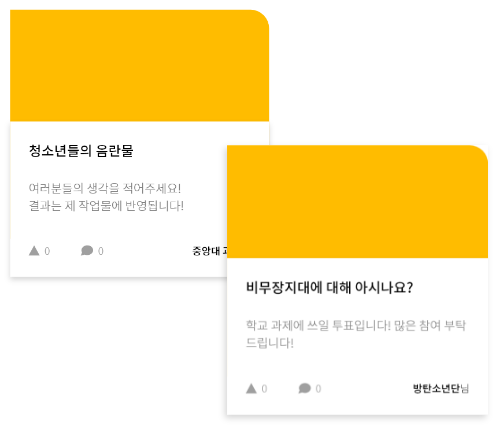 청소년들의 음란물
여러분들의 생각을 적어주세요!
결과는 제 작업물에 반영됩니다!
0 0 중앙대
비무장지대에 대해 아시나요?
학교 과제에 쓰일 투표입니다! 많은 참여 부탁
드립니다!
0 0 방탄소년단님